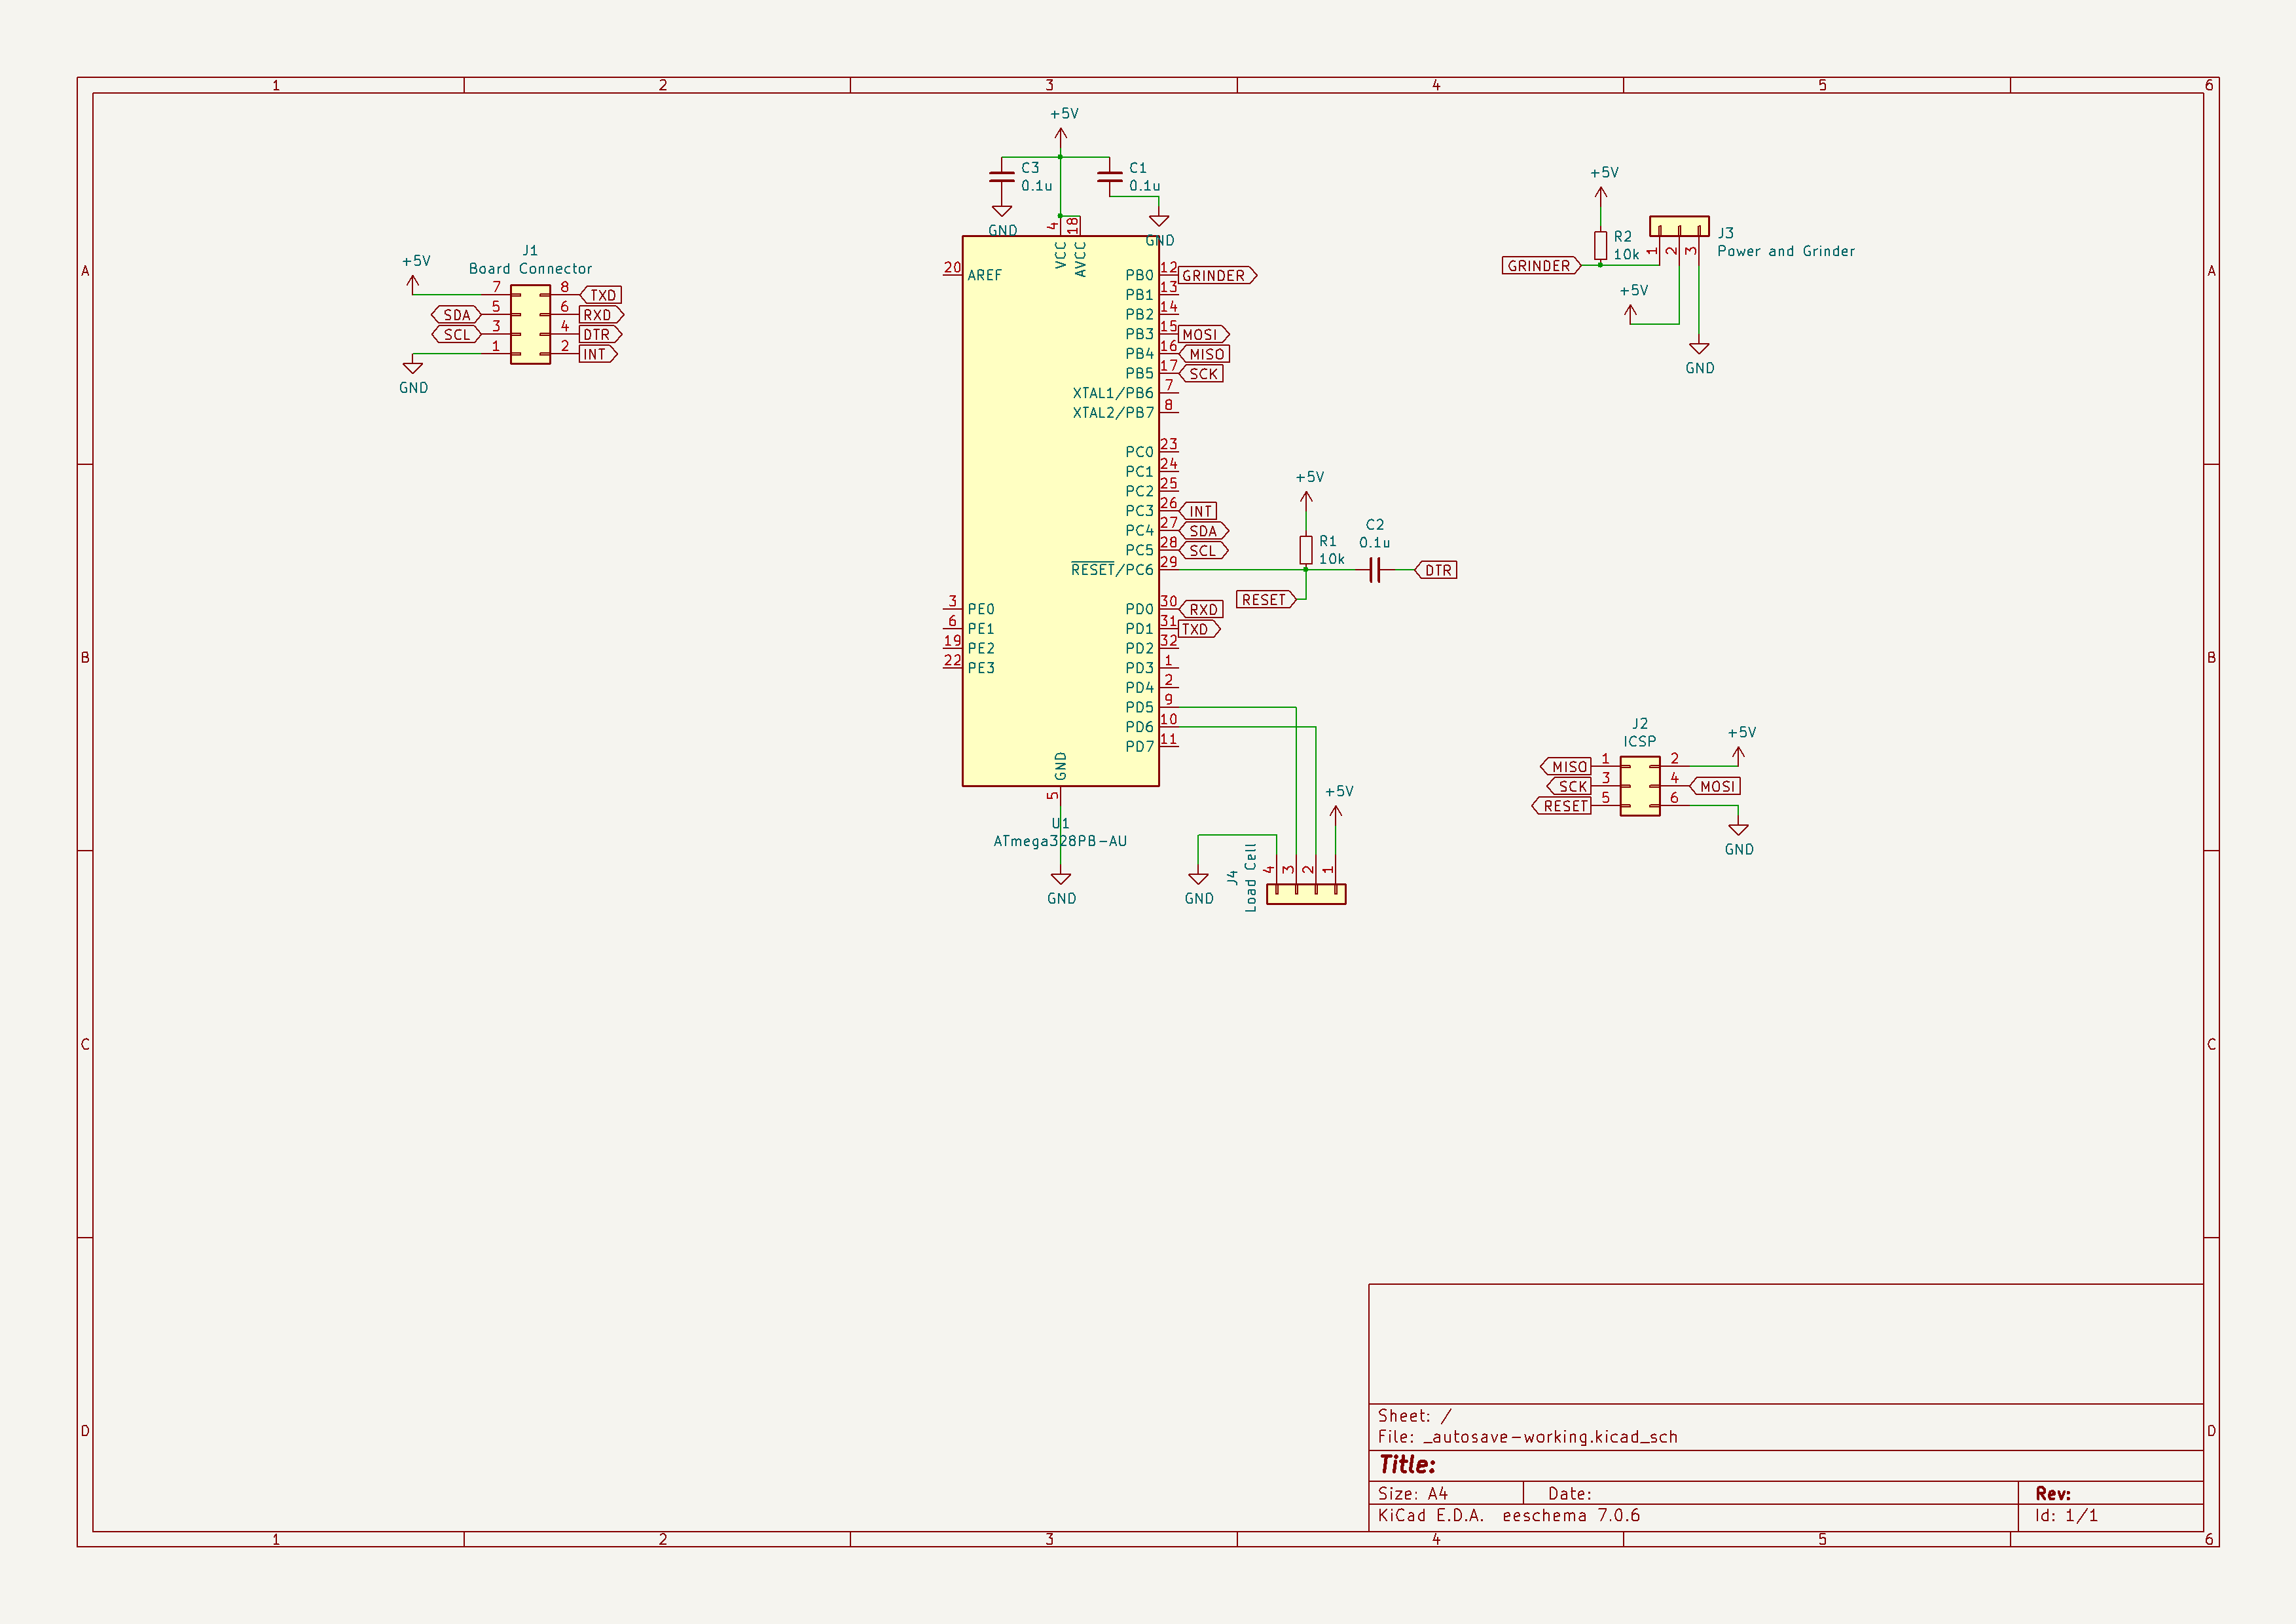 1 2 3 4 5 6
A
B
C
D
A
B
C
D
1 2 3 4 5 6
J1
Board Connector
+5V
7 8 TXD
SDA 5 6 RXD
SCL 3 4 DTR
1 2 INT
GND
+5V
C3
0.1u
GND
C1
0.1u
GND
4 18
VCC AVCC
20 AREF
PB0 12 GRINDER
PB1 13
PB2 14
PB3 15 MOSI
PB4 16 MISO
PB5 17 SCK
XTAL1/PB6 7
XTAL2/PB7 8
PC0 23
PC1 24
PC2 25
PC3 26 INT
PC4 27 SDA
PC5 28 SCL
RESET/PC6 29
3 PE0
6 PE1
19 PE2
22 PE3
PD0 30 RXD
PD1 31 TXD
PD2 32
PD3 1
PD4 2
PD5 9
PD6 10
PD7 11
GND
5
U1
ATmega328PB-AU
GND
+5V
R1
10k
C2
0.1u
DTR
RESET
+5V
GND
J4
Load Cell
4 3 2 1
+5V
R2
10k
GRINDER
J3
Power and Grinder
1 2 3
+5V
GND
J2
ICSP
+5V
MISO 1 2
SCK 3 4 MOSI
RESET 5 6
GND
Sheet: /
File: _autosave-working.kicad_sch
Title:
Size: A4 Date: Rev:
KiCad E.D.A. eeschema 7.0.6 Id: 1/1